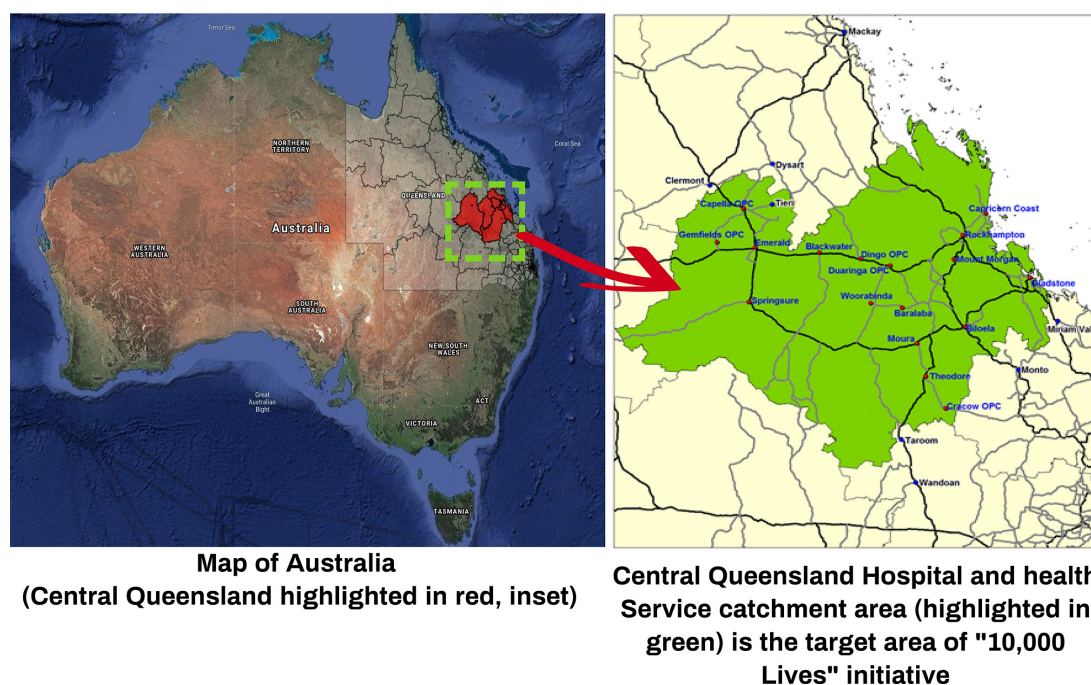 Timor Sea
Coral Sea
NORTHERN
TERRITORY
QUEENSLAND
Australia
WESTERN
AUSTRALIA
SOUTH
AUSTRALIA
NEW SOUTH
WALES
Great
Australian
Bight
ACT
VICTORIA
TASMANIA
Map of Australia
(Central Queensland highlighted in red, inset)
Mackay
Dysart
Clermont
Capella OPC
Tieri
Capricorn Coast
Gemfields OPC
Emerald
Blackwater
Rockhampton
Dingo OPC
Mount Morgan
Duaringa OPC
Gladstone
Springsure
Woorabinda
Baralaba
Biloela
Miriam Val
Moura
Monto
Theodore
Cracow OPC
Taroom
Wandoan
Central Queensland Hospital and health
Service catchment area (highlighted in
green) is the target area of "10,000
Lives" initiative